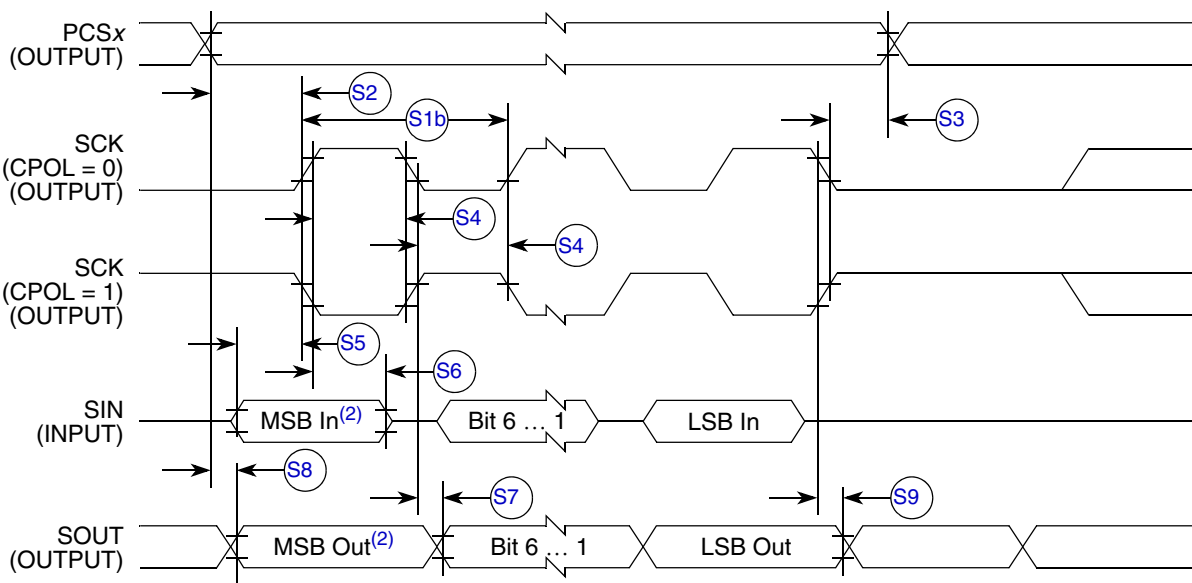 PCSx
(OUTPUT)
S2
S1b
S3
SCK
(CPOL = 0)
(OUTPUT)
S4
S4
SCK
(CPOL = 1)
(OUTPUT)
S5
S6
SIN
(INPUT)
MSB In(2)
Bit 6 … 1
LSB In
S8
S7
S9
SOUT
(OUTPUT)
MSB Out(2)
Bit 6 … 1
LSB Out